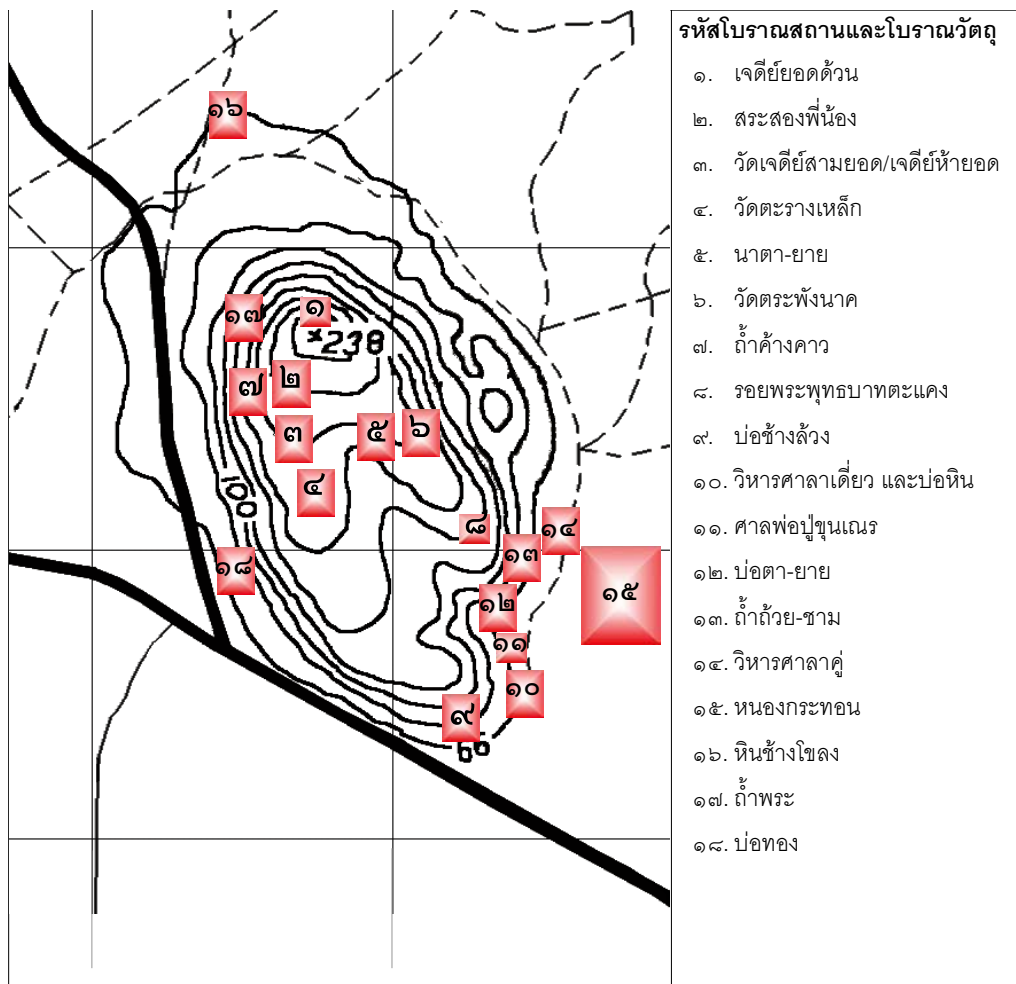 รหัสโบราณสถานและโบราณวัตถุ
๑. เจดีย์ยอดด้วน
๒. สระสองพี่น้อง
๓. วัดเจดีย์สามยอด/เจดีย์ห้ายอด
๔. วัดตะรางเหล็ก
๕. นาตา-ยาย
๖. วัดตระพังนาค
๗. ถ้ำค้างคาว
๘. รอยพระพุทธบาทตะแคง
๙. บ่อช้างล้วง
๑๐. วิหารศาลาเดี่ยว และบ่อหิน
๑๑. ศาลพ่อปู่ขุนเณร
๑๒. บ่อตา-ยาย
๑๓. ถ้ำถ้วย-ชาม
๑๔. วิหารศาลาคู่
๑๕. หนองกระทอน
๑๖. หินช้างโขลง
๑๗. ถ้ำพระ
๑๘. บ่อทอง
๑๖
๑๗
๑
×238
๗
๒
๓
๕
๖
๔
100
๘
๑๔
๑๓
๑๘
๑๕
๑๒
๑๑
๑๐
๙
60